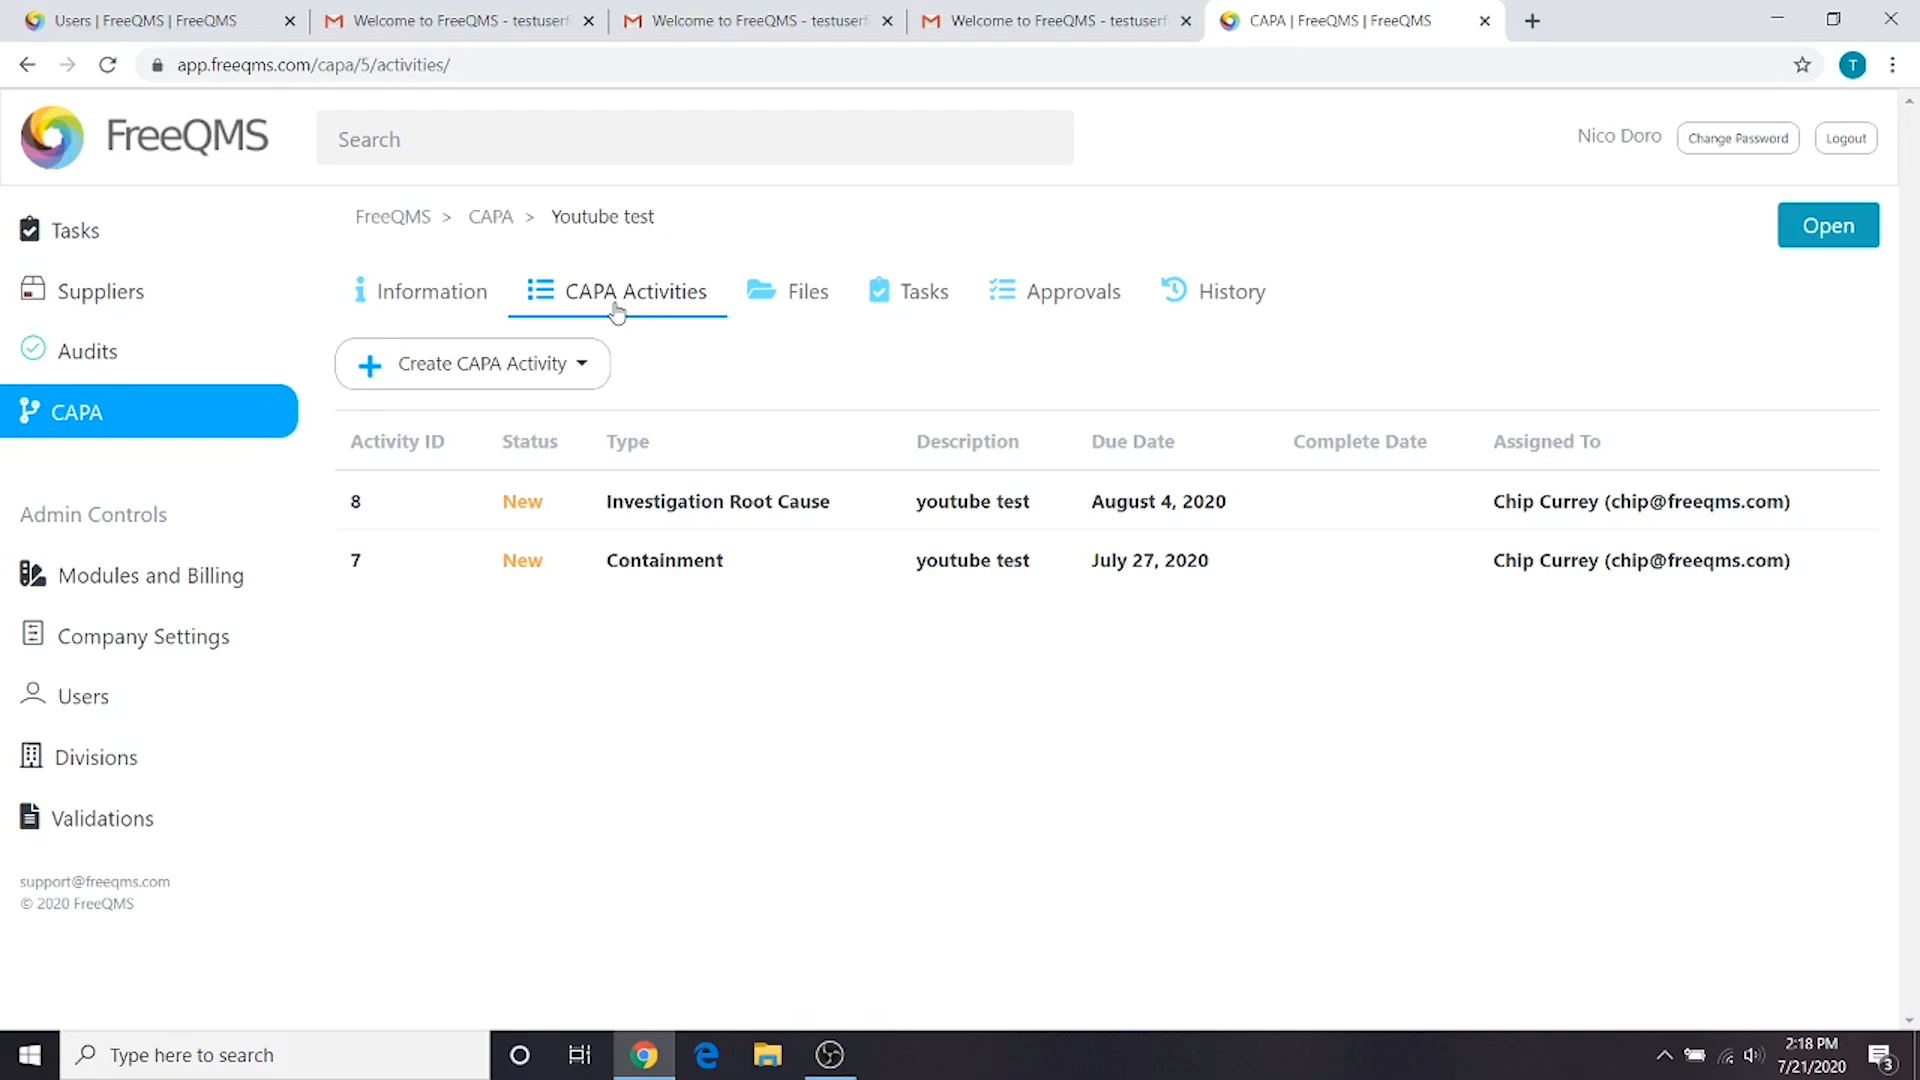 Users | FreeQMS | FreeQMS
Welcome to FreeQMS - testuserf
Welcome to FreeQMS - testuserf
Welcome to FreeQMS - testuserf
CAPA | FreeQMS | FreeQMS
app.freeqms.com/capa/5/activities/
T
FreeQMS
Search
Nico Doro
Change Password
Logout
FreeQMS > CAPA > Youtube test
Open
Tasks
Suppliers
Audits
CAPA
Admin Controls
Modules and Billing
Company Settings
Users
Divisions
Validations
support@freeqms.com
© 2020 FreeQMS
Information
CAPA Activities
Files
Tasks
Approvals
History
Create CAPA Activity
Activity ID Status Type Description Due Date Complete Date Assigned To
8 New Investigation Root Cause youtube test August 4, 2020 Chip Currey (chip@freeqms.com)
7 New Containment youtube test July 27, 2020 Chip Currey (chip@freeqms.com)
Type here to search
2:18 PM
7/21/2020
3